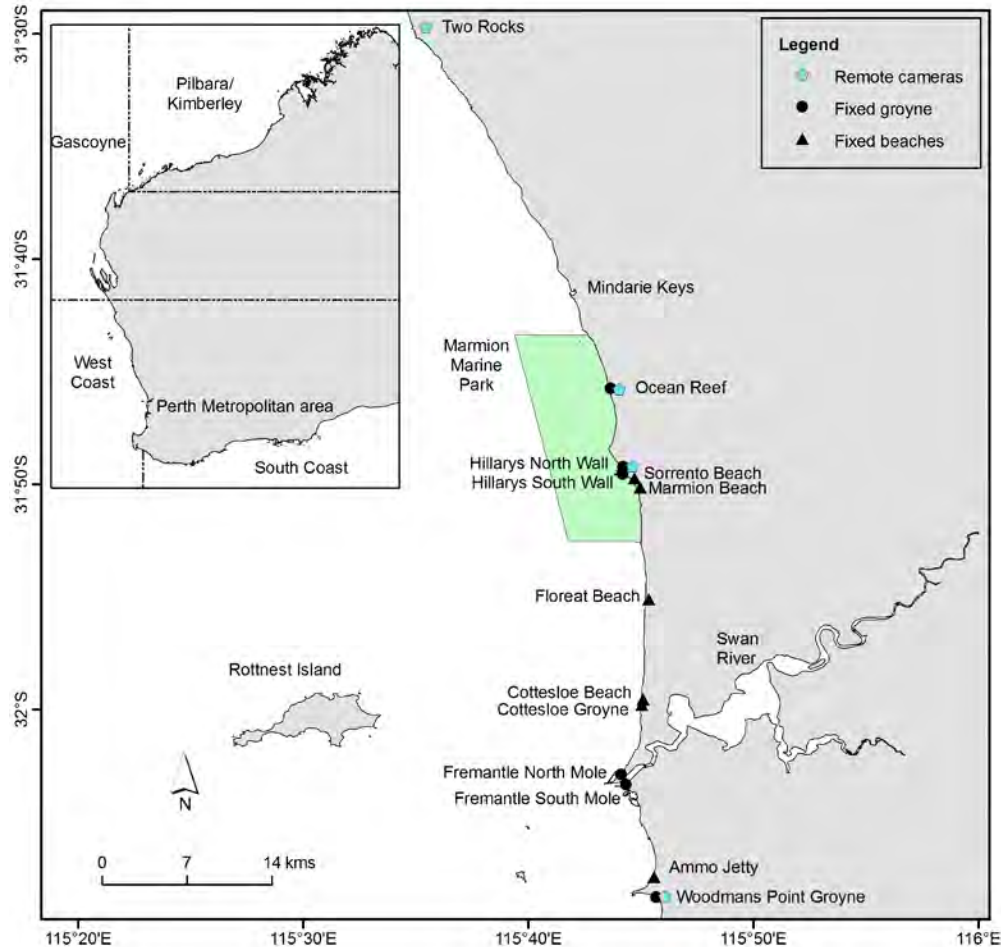 31°30'S
31°40'S
31°50'S
32°S
115°20'E
115°30'E
115°40'E
115°50'E
116°E
Pilbara/
Kimberley
Gascoyne
West
Coast
Perth Metropolitan area
South Coast
Two Rocks
Legend
Remote cameras
Fixed groyne
Fixed beaches
Mindarie Keys
Marmion
Marine
Park
Ocean Reef
Hillarys North Wall
Sorrento Beach
Hillarys South Wall
Marmion Beach
Floreat Beach
Swan
River
Rottnest Island
Cottesloe Beach
Cottesloe Groyne
Fremantle North Mole
Fremantle South Mole
N
0 7 14 kms
Ammo Jetty
Woodmans Point Groyne